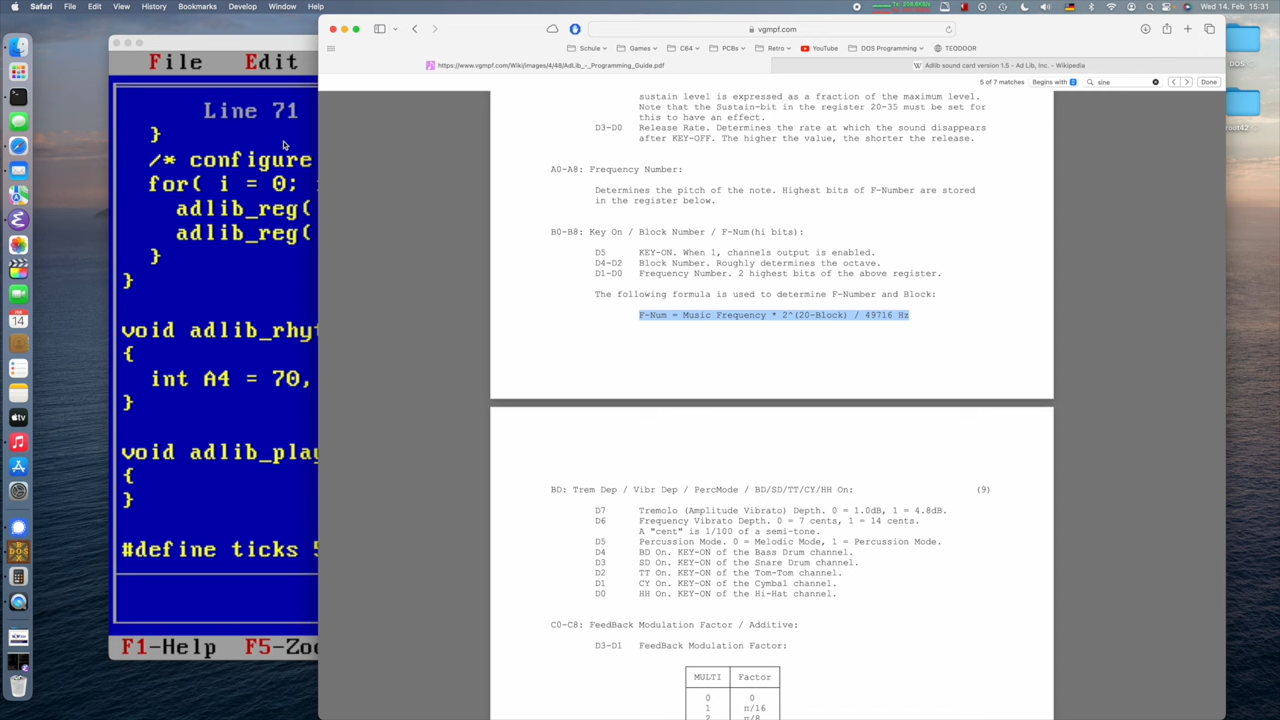 Safari File Edit View History Bookmarks Develop Window Help
Wed 14. Feb 15:31
vgmpf.com
Schule Games C64 PCBs Retro YouTube DOS Programming TEODOOR
https://www.vgmpf.com/Wiki/images/4/48/AdLib_-_Programming_Guide.pdf
Adlib sound card version 1.5 - Ad Lib, Inc. - Wikipedia
5 of 7 matches Begins with sine Done
File Edit
Line 71
}
/* configure
for( i = 0;
adlib_reg(
adlib_reg(
}
}
void adlib_rhyt
{
int A4 = 70,
}
void adlib_play
{
}
#define ticks 5
F1-Help F5-Zoo
sustain level is expressed as a fraction of the maximum level.
Note that the Sustain-bit in the register 20-35 must be set for
this to have an effect.
D3-D0 Release Rate. Determines the rate at which the sound disappears
after KEY-OFF. The higher the value, the shorter the release.
A0-A8: Frequency Number:
Determines the pitch of the note. Highest bits of F-Number are stored
in the register below.
B0-B8: Key On / Block Number / F-Num(hi bits):
D5 KEY-ON. When 1, channels output is enabled.
D4-D2 Block Number. Roughly determines the octave.
D1-D0 Frequency Number. 2 highest bits of the above register.
The following formula is used to determine F-Number and Block:
F-Num = Music Frequency * 2^(20-Block) / 49716 Hz
BD: Trem Dep / Vibr Dep / PercMode / BD/SD/TT/CY/HH On: (9)
D7 Tremolo (Amplitude Vibrato) Depth. 0 = 1.0dB, 1 = 4.8dB.
D6 Frequency Vibrato Depth. 0 = 7 cents, 1 = 14 cents.
A "cent" is 1/100 of a semi-tone.
D5 Percussion Mode. 0 = Melodic Mode, 1 = Percussion Mode.
D4 BD On. KEY-ON of the Bass Drum channel.
D3 SD On. KEY-ON of the Snare Drum channel.
D2 TT On. KEY-ON of the Tom-Tom channel.
D1 CY On. KEY-ON of the Cymbal channel.
D0 HH On. KEY-ON of the Hi-Hat channel.
C0-C8: FeedBack Modulation Factor / Additive:
D3-D1 FeedBack Modulation Factor:
MULTI Factor
0 0
1 π/16
2 π/8